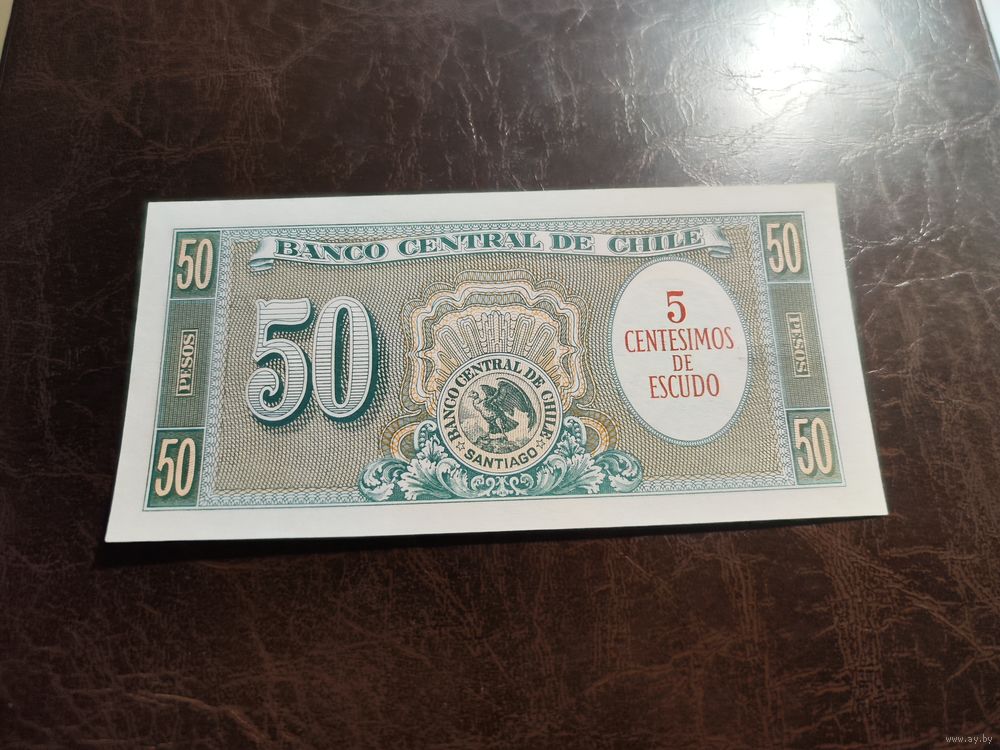 BANCO CENTRAL DE CHILE
50
50
PESOS
PESOS
50
5
CENTESIMOS
DE
ESCUDO
BANCO CENTRAL DE CHILE
SANTIAGO
50
50
www.ay.by